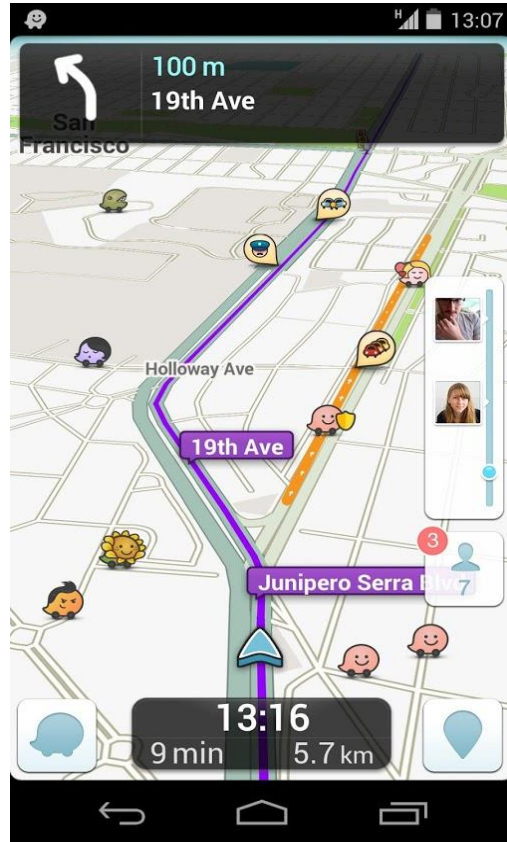 H 13:07
100 m
19th Ave
San
Francisco
Holloway Ave
19th Ave
3
Junipero Serra
7
13:16
9 min 5.7 km